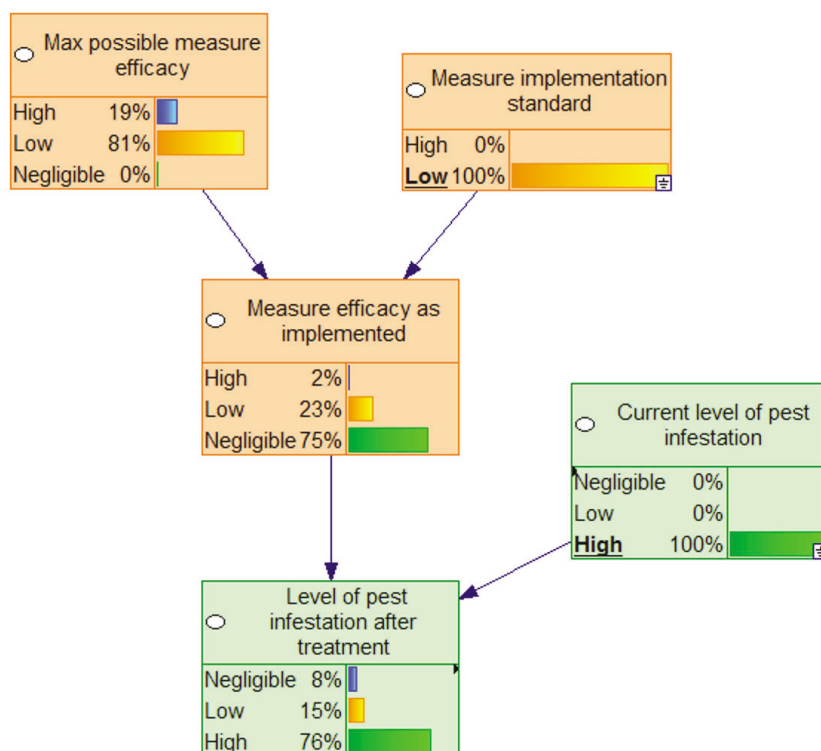 Max possible measure
efficacy
High 19%
Low 81%
Negligible 0%
Measure implementation
standard
High 0%
Low 100%
Measure efficacy as
implemented
High 2%
Low 23%
Negligible 75%
Current level of pest
infestation
Negligible 0%
Low 0%
High 100%
Level of pest
infestation after
treatment
Negligible 8%
Low 15%
High 76%